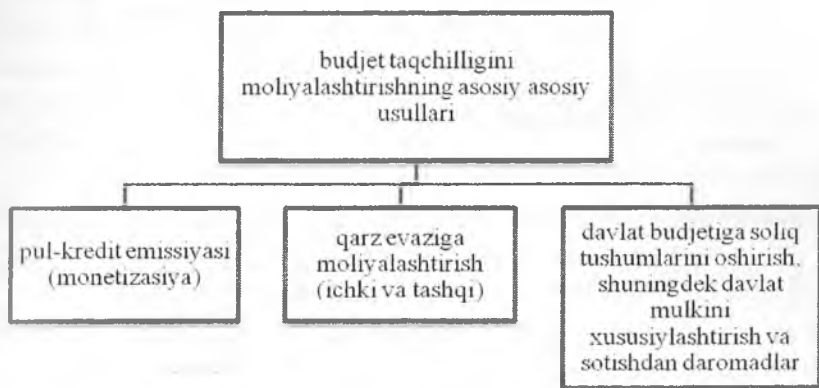 budjet taqchilligini
moliyalashtirishning asosiy asosiy
usullari
pul-kredit emissiyasi
(monetizasiya)
qarz evaziga
moliyalashtirish
(ichki va tashqi)
davlat budjetiga soliq
tushumlarini oshirish,
shuningdek davlat
mulkini
xususiylashtirish va
sotishdan daromadlar